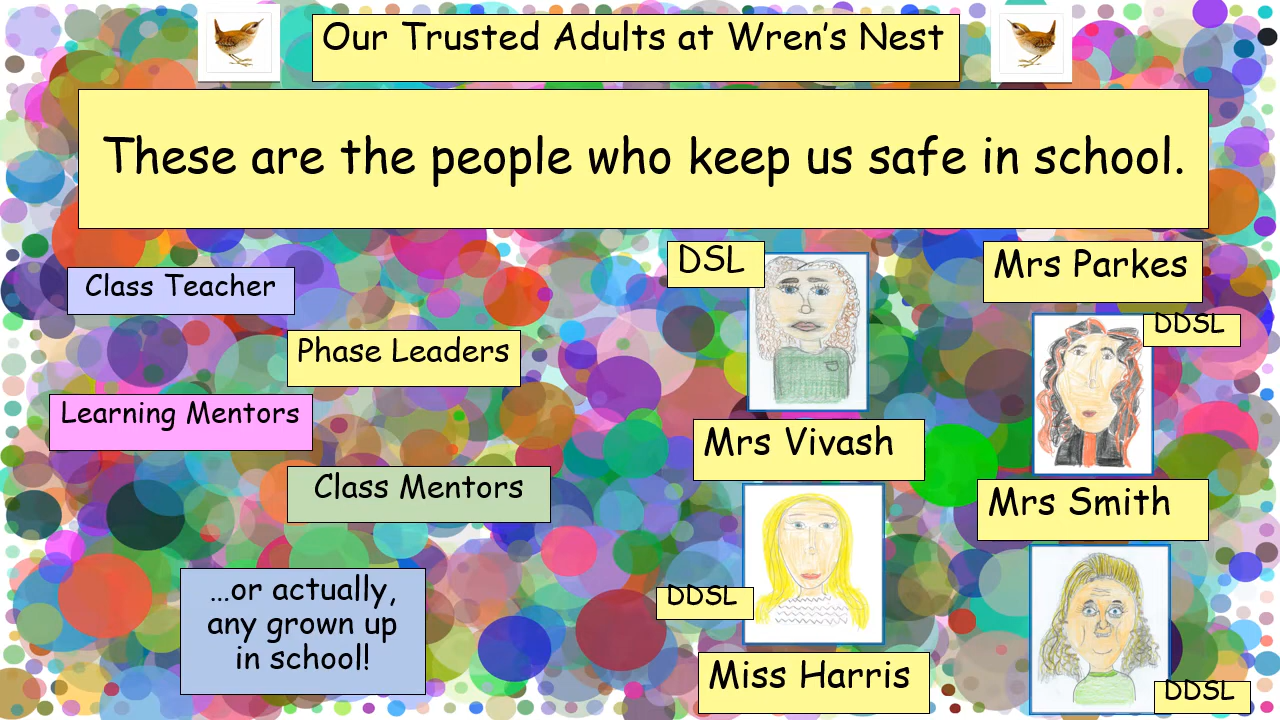 Our Trusted Adults at Wren’s Nest
These are the people who keep us safe in school.
Class Teacher
Phase Leaders
Learning Mentors
Class Mentors
…or actually,
any grown up
in school!
DSL
Mrs Vivash
DDSL
Miss Harris
Mrs Parkes
DDSL
Mrs Smith
DDSL